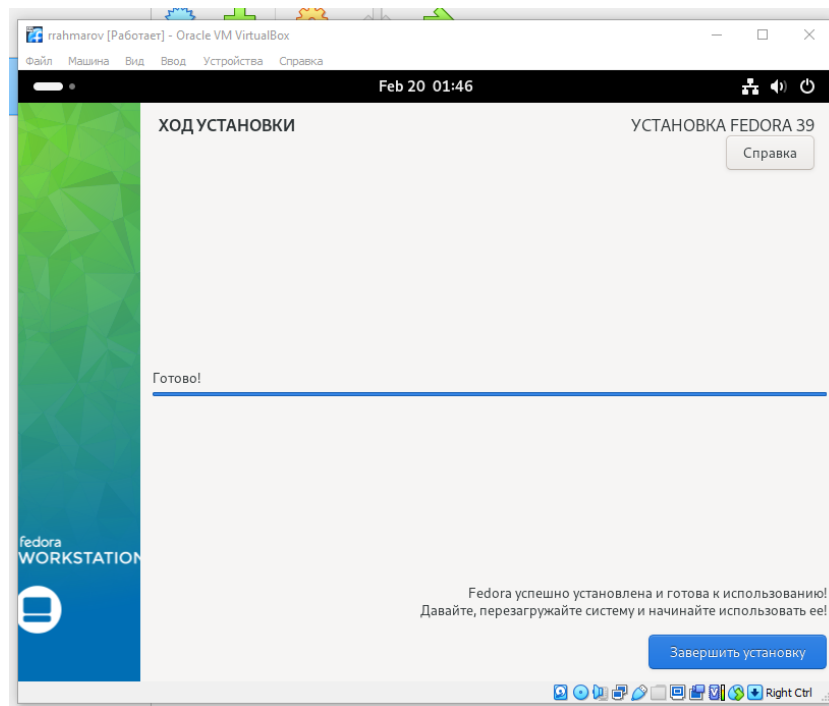 rrahmarov [Работает] - Oracle VM VirtualBox
Файл Машина Вид Ввод Устройства Справка
Feb 20 01:46
ХОД УСТАНОВКИ
УСТАНОВКА FEDORA 39
Справка
Готово!
fedora
WORKSTATION
Fedora успешно установлена и готова к использованию!
Давайте, перезагружайте систему и начинайте использовать ее!
Завершить установку
Right Ctrl